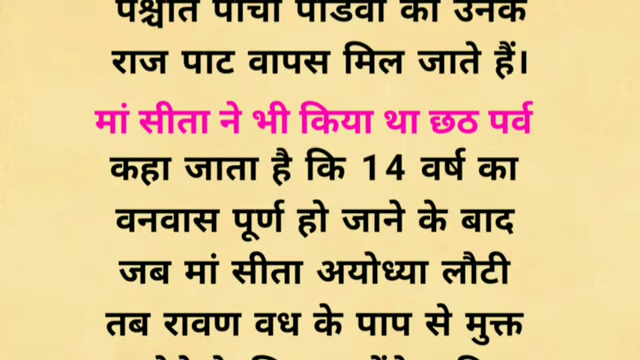 पश्चात पांचों पांडवों को उनके
राज पाट वापस मिल जाते हैं।
मां सीता ने भी किया था छठ पर्व
कहा जाता है कि 14 वर्ष का
वनवास पूर्ण हो जाने के बाद
जब मां सीता अयोध्या लौटी
तब रावण वध के पाप से मुक्त